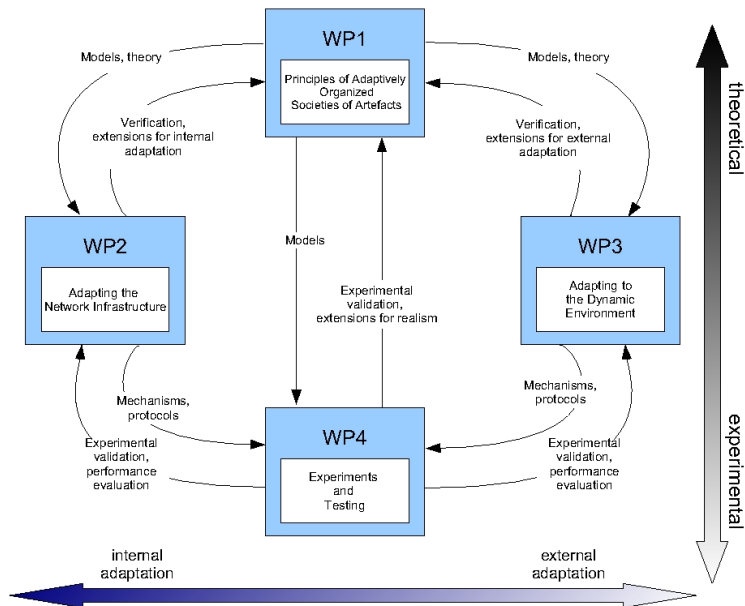 WP1
Principles of Adaptively
Organized
Societies of Artefacts
Models, theory
Models, theory
Verification,
extensions for internal
adaptation
Verification,
extensions for external
adaptation
theoretical
WP2
Adapting the
Network Infrastructure
Models
Experimental
validation,
extensions for realism
WP3
Adapting to
the Dynamic
Environment
Mechanisms,
protocols
Mechanisms,
protocols
Experimental
validation,
performance
evaluation
WP4
Experiments
and
Testing
Experimental
validation,
performance
evaluation
experimental
internal
adaptation
external
adaptation